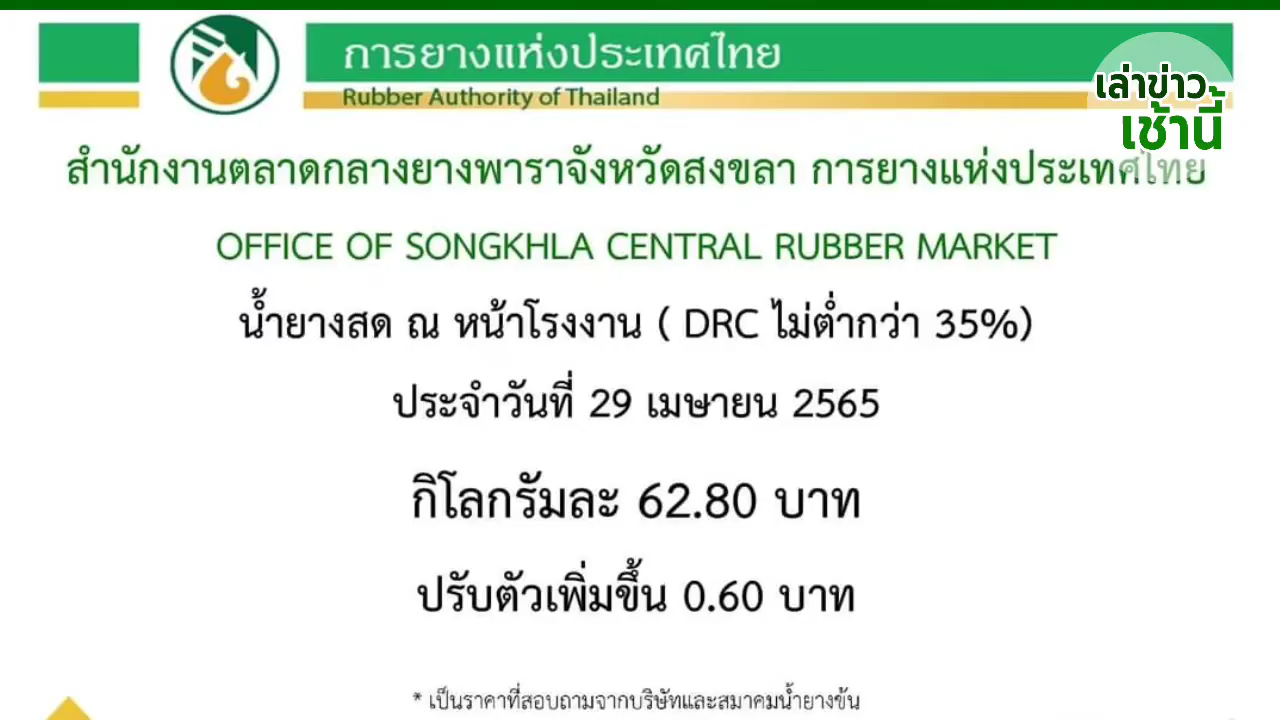 การยางแห่งประเทศไทย
Rubber Authority of Thailand
เล่าข่าว
เช้านี้
สำนักงานตลาดกลางยางพาราจังหวัดสงขลา การยางแห่งประเทศไทย
OFFICE OF SONGKHLA CENTRAL RUBBER MARKET
น้ำยางสด ณ หน้าโรงงาน ( DRC ไม่ต่ำกว่า 35%)
ประจำวันที่ 29 เมษายน 2565
กิโลกรัมละ 62.80 บาท
ปรับตัวเพิ่มขึ้น 0.60 บาท
* เป็นราคาที่สอบถามจากบริษัทและสมาคมน้ำยางข้น